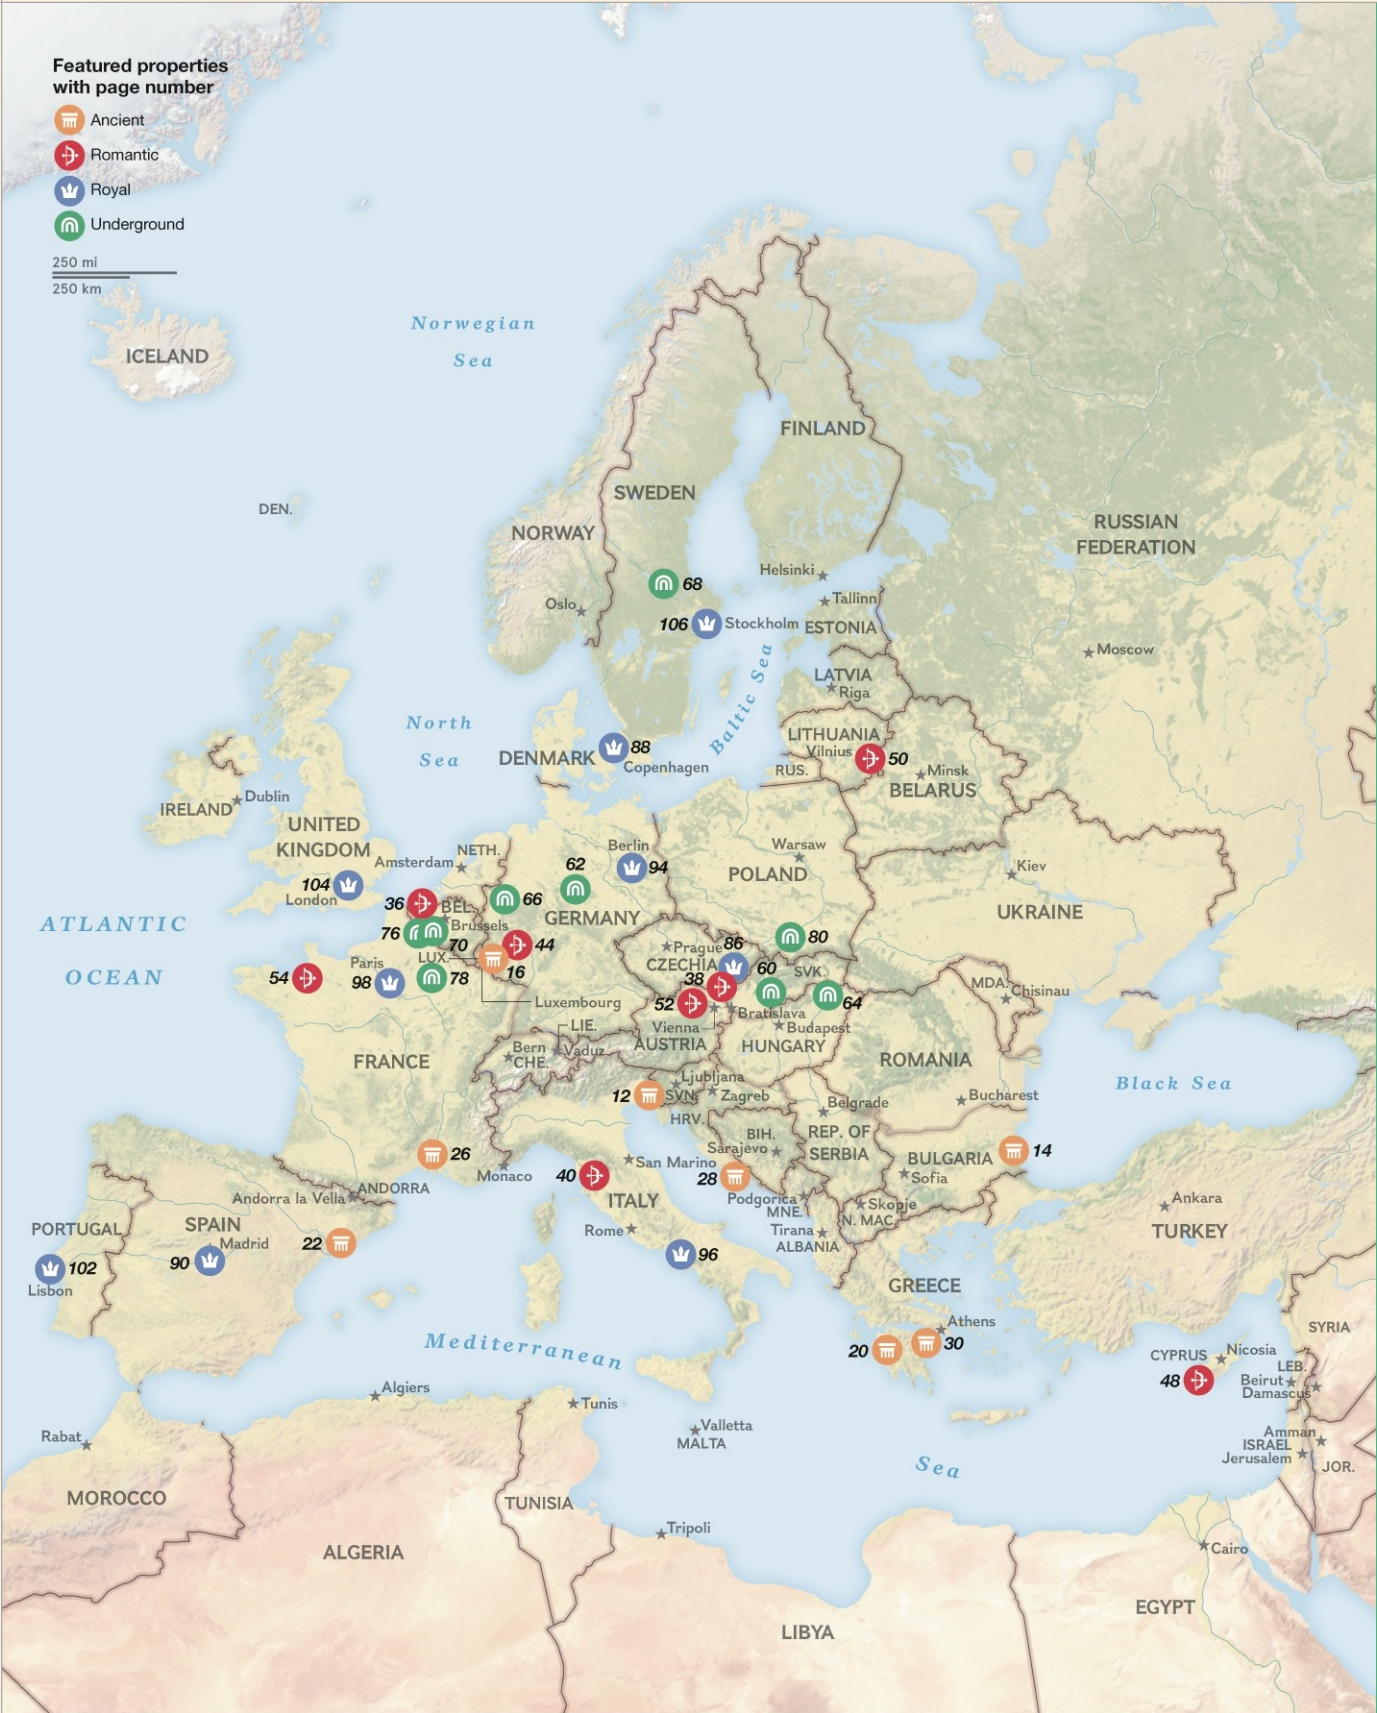 Featured properties
with page number
Ancient
Romantic
Royal
Underground
250 mi
250 km
ICELAND
Norwegian
Sea
FINLAND
SWEDEN
DEN.
NORWAY
RUSSIAN
FEDERATION
Helsinki
68
Oslo
Tallinn
106
Stockholm
ESTONIA
Moscow
LATVIA
Riga
Baltic Sea
North
Sea
LITHUANIA
Vilnius
50
DENMARK
88
Copenhagen
RUS.
Minsk
BELARUS
Dublin
IRELAND
UNITED
KINGDOM
NETH.
Amsterdam
Berlin
94
62
Warsaw
POLAND
Kiev
104
London
36
BEL.
66
GERMANY
UKRAINE
ATLANTIC
OCEAN
76
Brussels
70
44
80
Prague
86
CZECHIA
60
LUX.
16
SVK.
54
Paris
98
78
38
52
64
MDA.
Chisinau
Luxembourg
Bratislava
Vienna
Budapest
LIE.
AUSTRIA
HUNGARY
Bern
CHE.
Vaduz
FRANCE
ROMANIA
Black Sea
Ljubljana
12
SVN.
Zagreb
Belgrade
Bucharest
HRV.
BIH.
REP. OF
SERBIA
Sarajevo
26
San Marino
BULGARIA
14
Monaco
40
28
Sofia
ANDORRA
Andorra la Vella
ITALY
Podgorica
MNE.
Skopje
N. MAC.
Ankara
PORTUGAL
SPAIN
Madrid
Rome
Tirana
ALBANIA
TURKEY
22
90
96
102
Lisbon
GREECE
Athens
20
30
SYRIA
Mediterranean
CYPRUS
Nicosia
LEB.
48
Beirut
Damascus
Algiers
Tunis
Valletta
MALTA
Rabat
Amman
ISRAEL
Jerusalem
JOR.
Sea
MOROCCO
TUNISIA
Tripoli
ALGERIA
Cairo
EGYPT
LIBYA